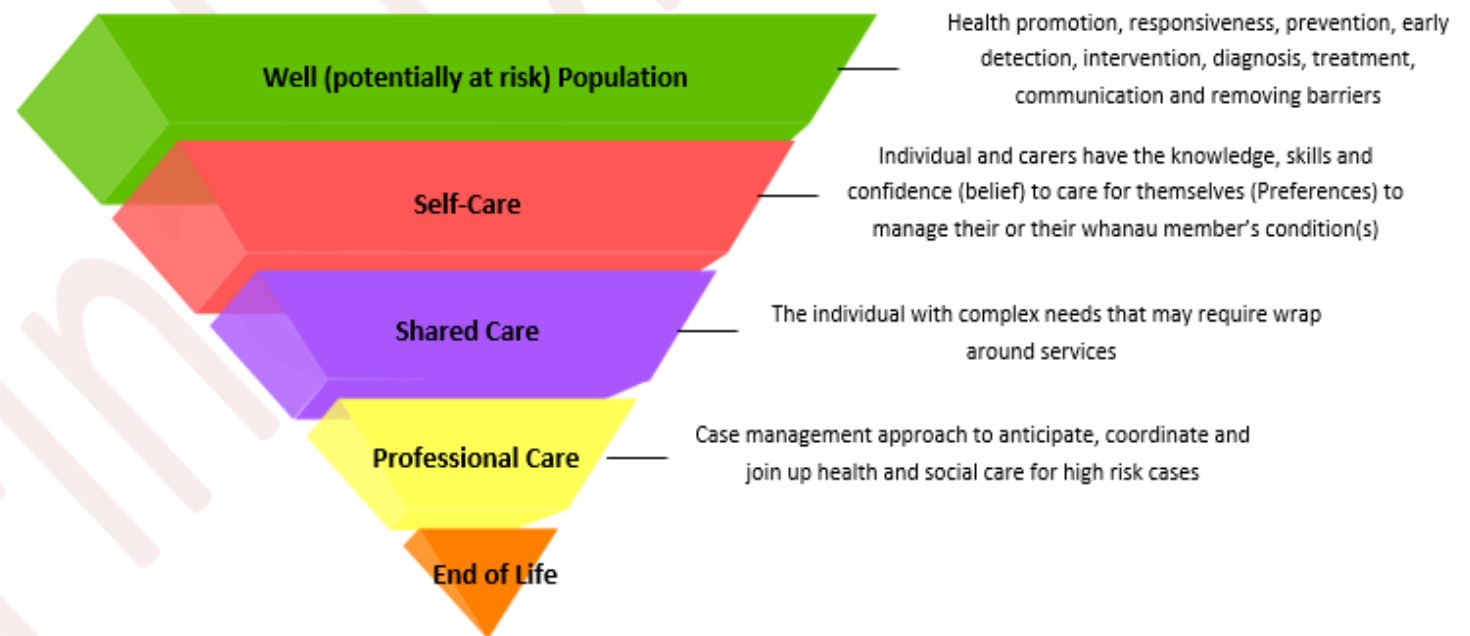 Well (potentially at risk) Population
Health promotion, responsiveness, prevention, early
detection, intervention, diagnosis, treatment,
communication and removing barriers
Self-Care
Individual and carers have the knowledge, skills and
confidence (belief) to care for themselves (Preferences) to
manage their or their whanau member's condition(s)
Shared Care
The individual with complex needs that may require wrap
around services
Professional Care
Case management approach to anticipate, coordinate and
join up health and social care for high risk cases
End of Life